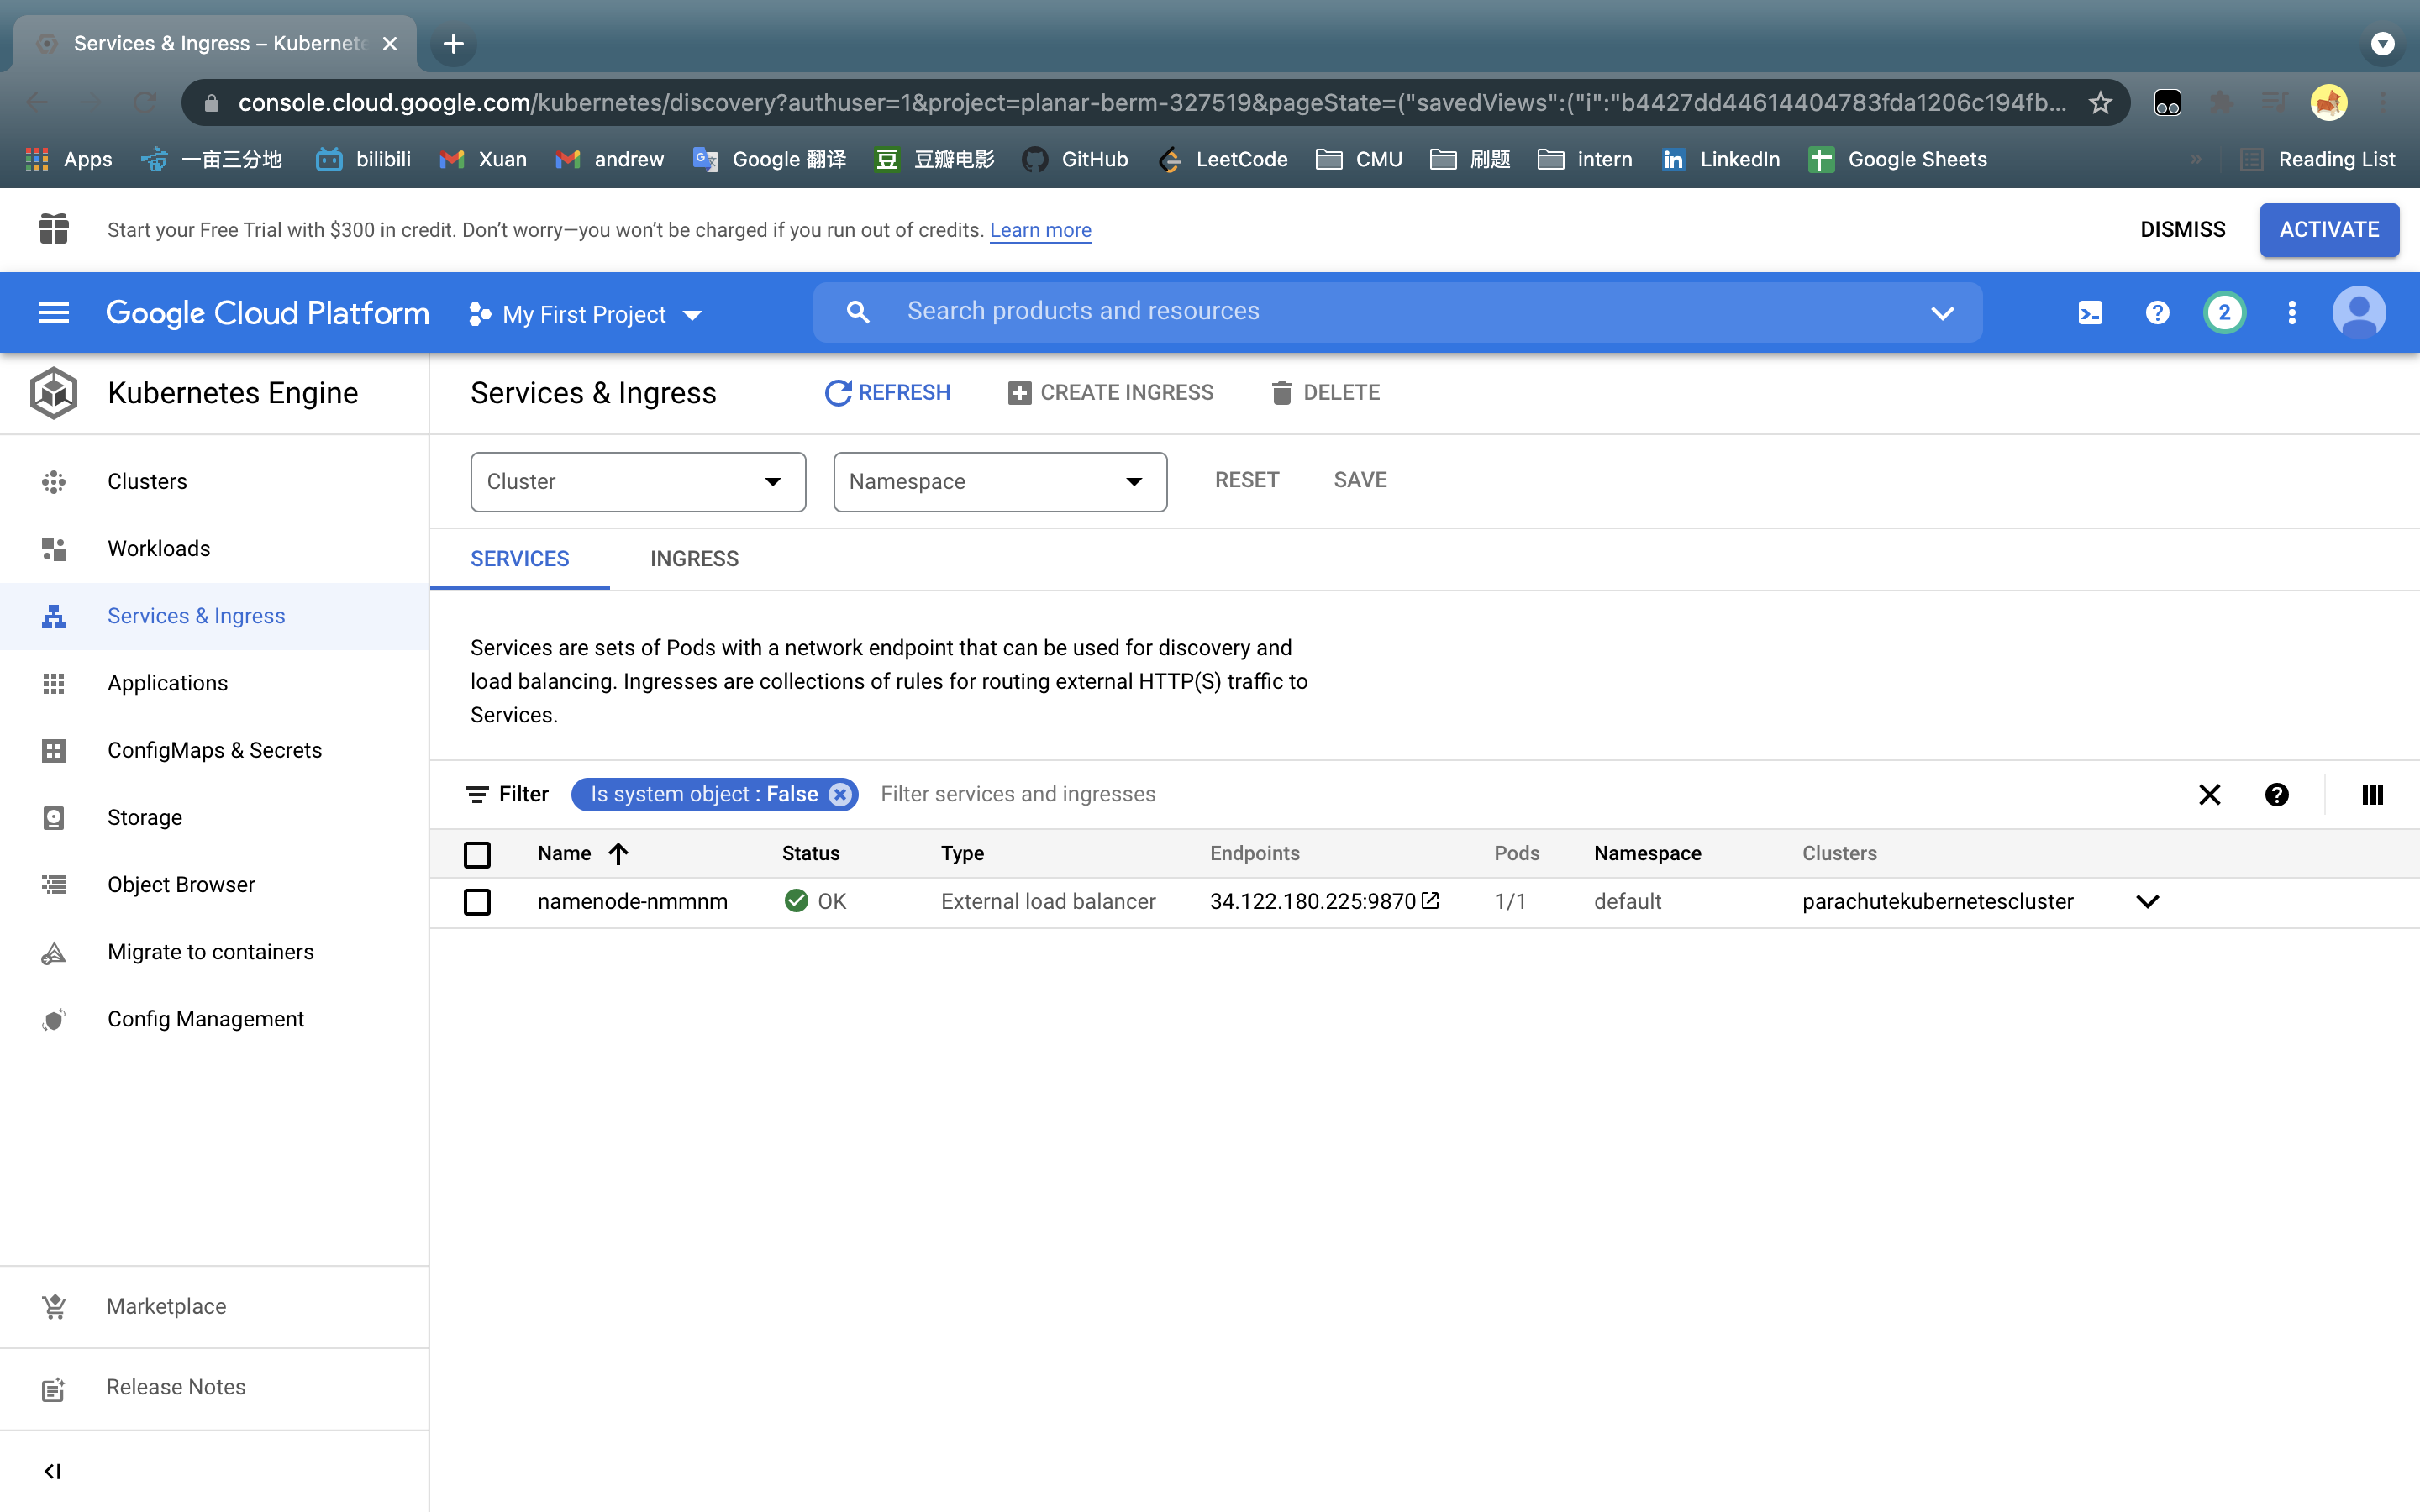 Services & Ingress – Kubernete
console.cloud.google.com/kubernetes/discovery?authuser=1&project=planar-berm-327519&pageState=("savedViews":("i":"b4427dd44614404783fda1206c194fb...
Apps 一亩三分地 bilibili Xuan andrew Google 翻译 豆瓣电影 GitHub LeetCode CMU 刷题 intern LinkedIn Google Sheets » Reading List
Start your Free Trial with $300 in credit. Don’t worry—you won’t be charged if you run out of credits. Learn more DISMISS ACTIVATE
Google Cloud Platform My First Project Search products and resources 2
Kubernetes Engine
Services & Ingress REFRESH CREATE INGRESS DELETE
Clusters
Workloads
Services & Ingress
Applications
ConfigMaps & Secrets
Storage
Object Browser
Migrate to containers
Config Management
Marketplace
Release Notes
Cluster Namespace RESET SAVE
SERVICES INGRESS
Services are sets of Pods with a network endpoint that can be used for discovery and
load balancing. Ingresses are collections of rules for routing external HTTP(S) traffic to
Services.
Filter Is system object : False Filter services and ingresses
Name Status Type Endpoints Pods Namespace Clusters
namenode-nmmnm OK External load balancer 34.122.180.225:9870 1/1 default parachutekubernetescluster